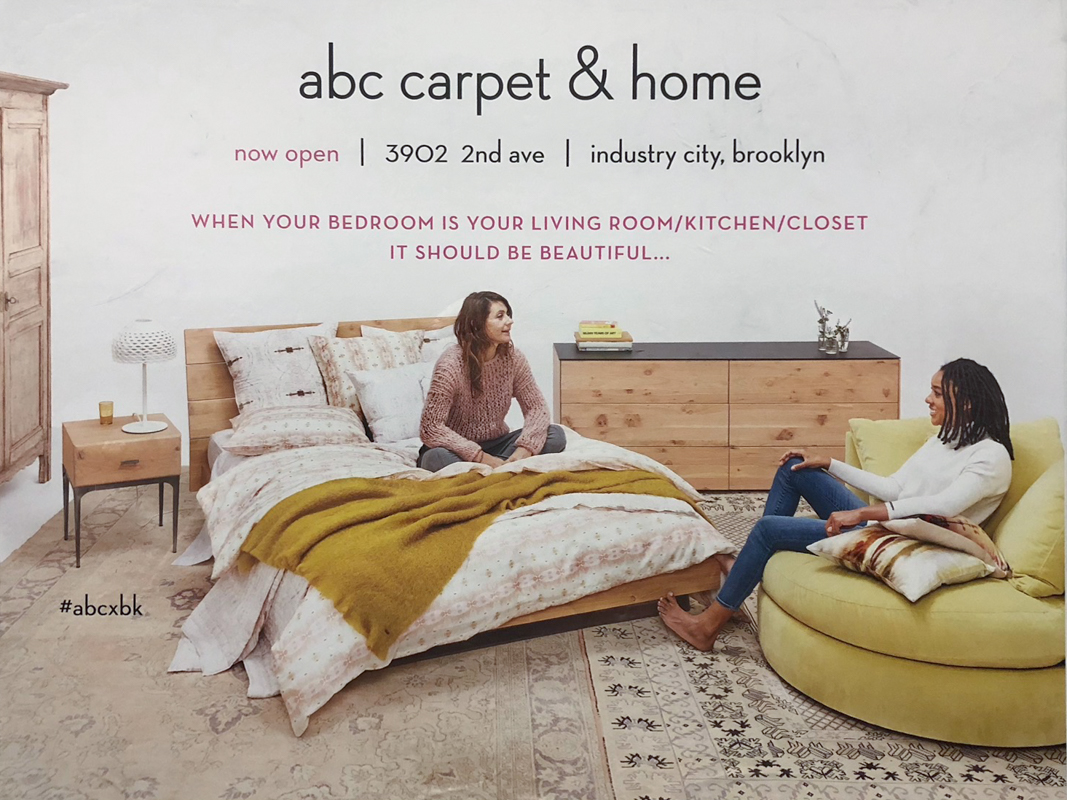 abc carpet & home
now open | 3902 2nd ave | industry city, brooklyn
WHEN YOUR BEDROOM IS YOUR LIVING ROOM/KITCHEN/CLOSET
IT SHOULD BE BEAUTIFUL...
#abcxbk